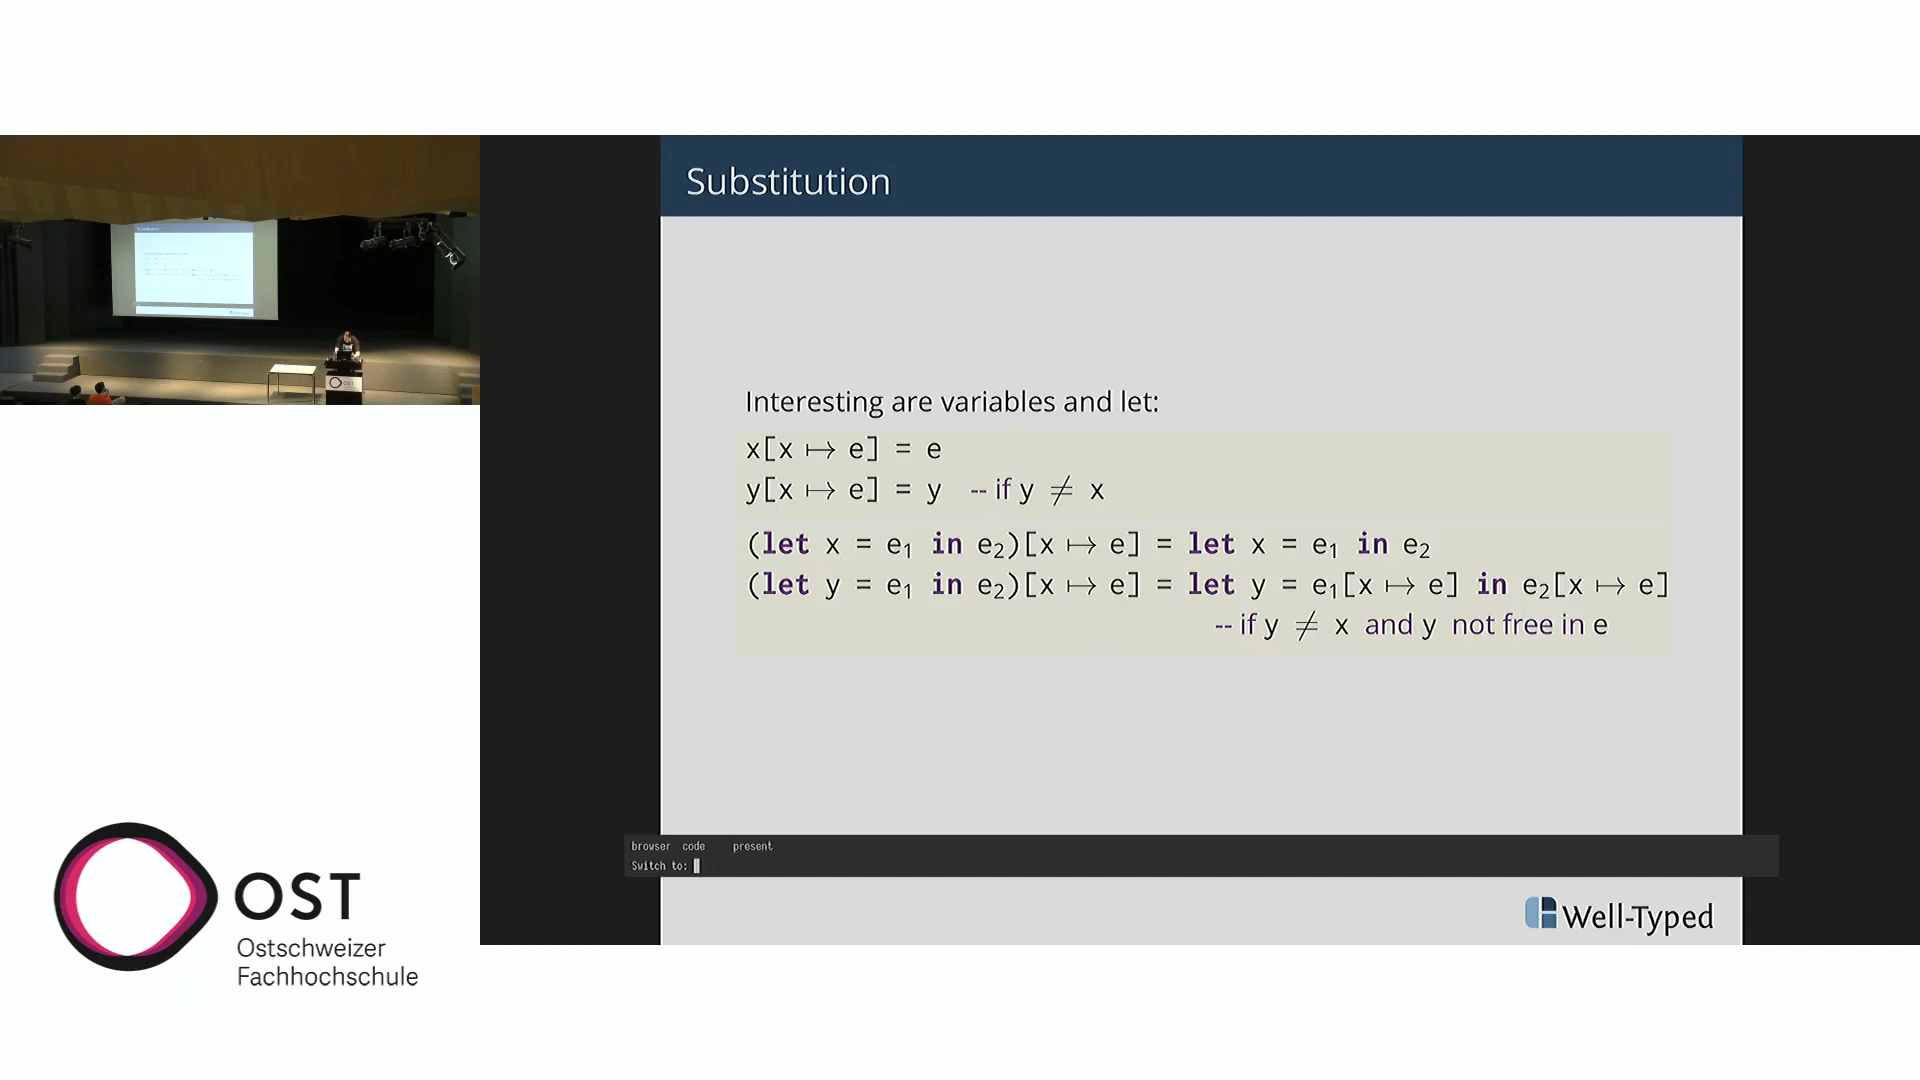 Substitution
Interesting are variables and let:
x[x ↦ e] = e
y[x ↦ e] = y -- if y ≠ x
(let x = e₁ in e₂)[x ↦ e] = let x = e₁ in e₂
(let y = e₁ in e₂)[x ↦ e] = let y = e₁[x ↦ e] in e₂[x ↦ e]
-- if y ≠ x and y not free in e
browser code present
Switch to:
Well-Typed
OST
OST
Ostschweizer
Fachhochschule